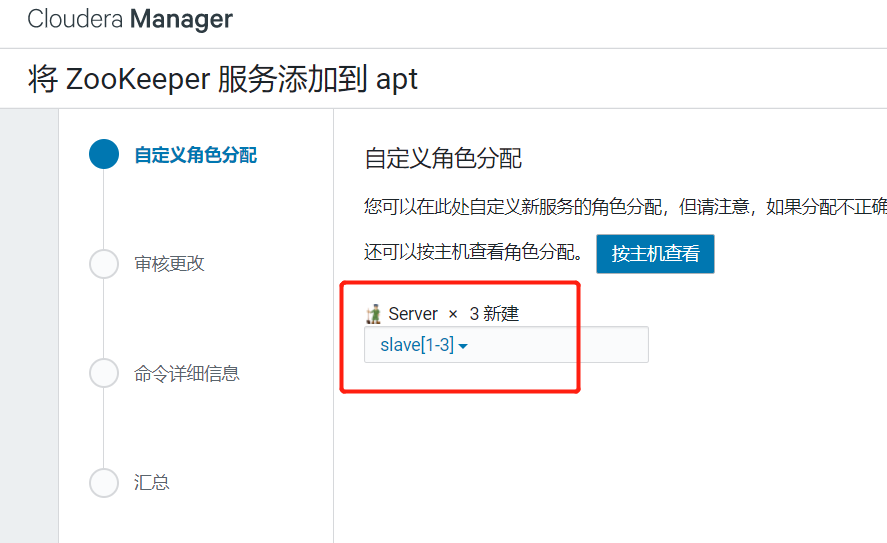 Cloudera Manager
将 ZooKeeper 服务添加到 apt
自定义角色分配
审核更改
命令详细信息
汇总
自定义角色分配
您可以在此处自定义新服务的角色分配，但请注意，如果分配不正确
还可以按主机查看角色分配。 按主机查看
Server × 3 新建
slave[1-3]